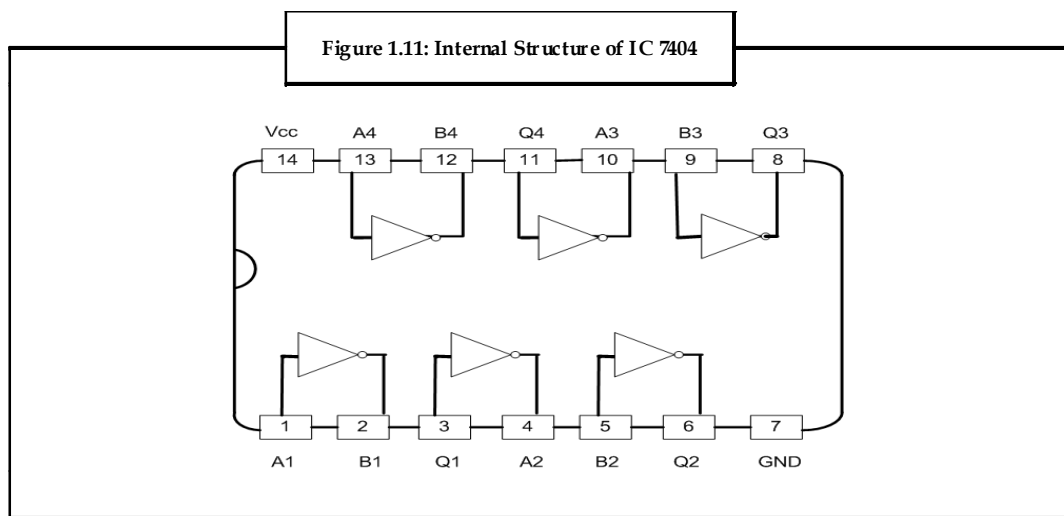 Figure 1.11: Internal Structure of IC 7404
Vcc A4 B4 Q4 A3 B3 Q3
14 13 12 11 10 9 8
1 2 3 4 5 6 7
A1 B1 Q1 A2 B2 Q2 GND